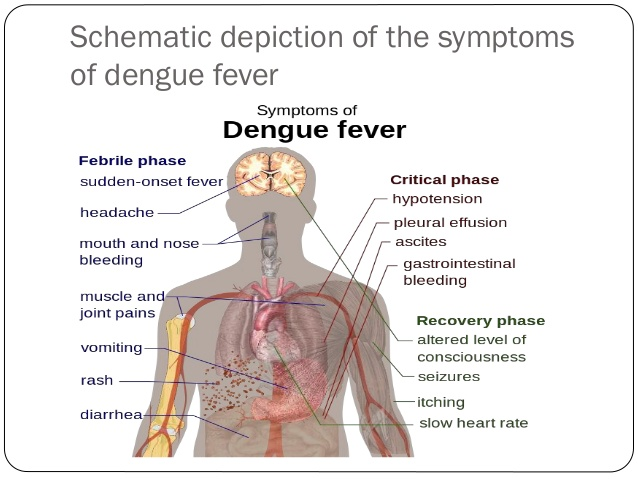 Schematic depiction of the symptoms
of dengue fever
Symptoms of
Dengue fever
Febrile phase
sudden-onset fever
headache
mouth and nose
bleeding
muscle and
joint pains
vomiting
rash
diarrhea
Critical phase
hypotension
pleural effusion
ascites
gastrointestinal
bleeding
Recovery phase
altered level of
consciousness
seizures
itching
slow heart rate